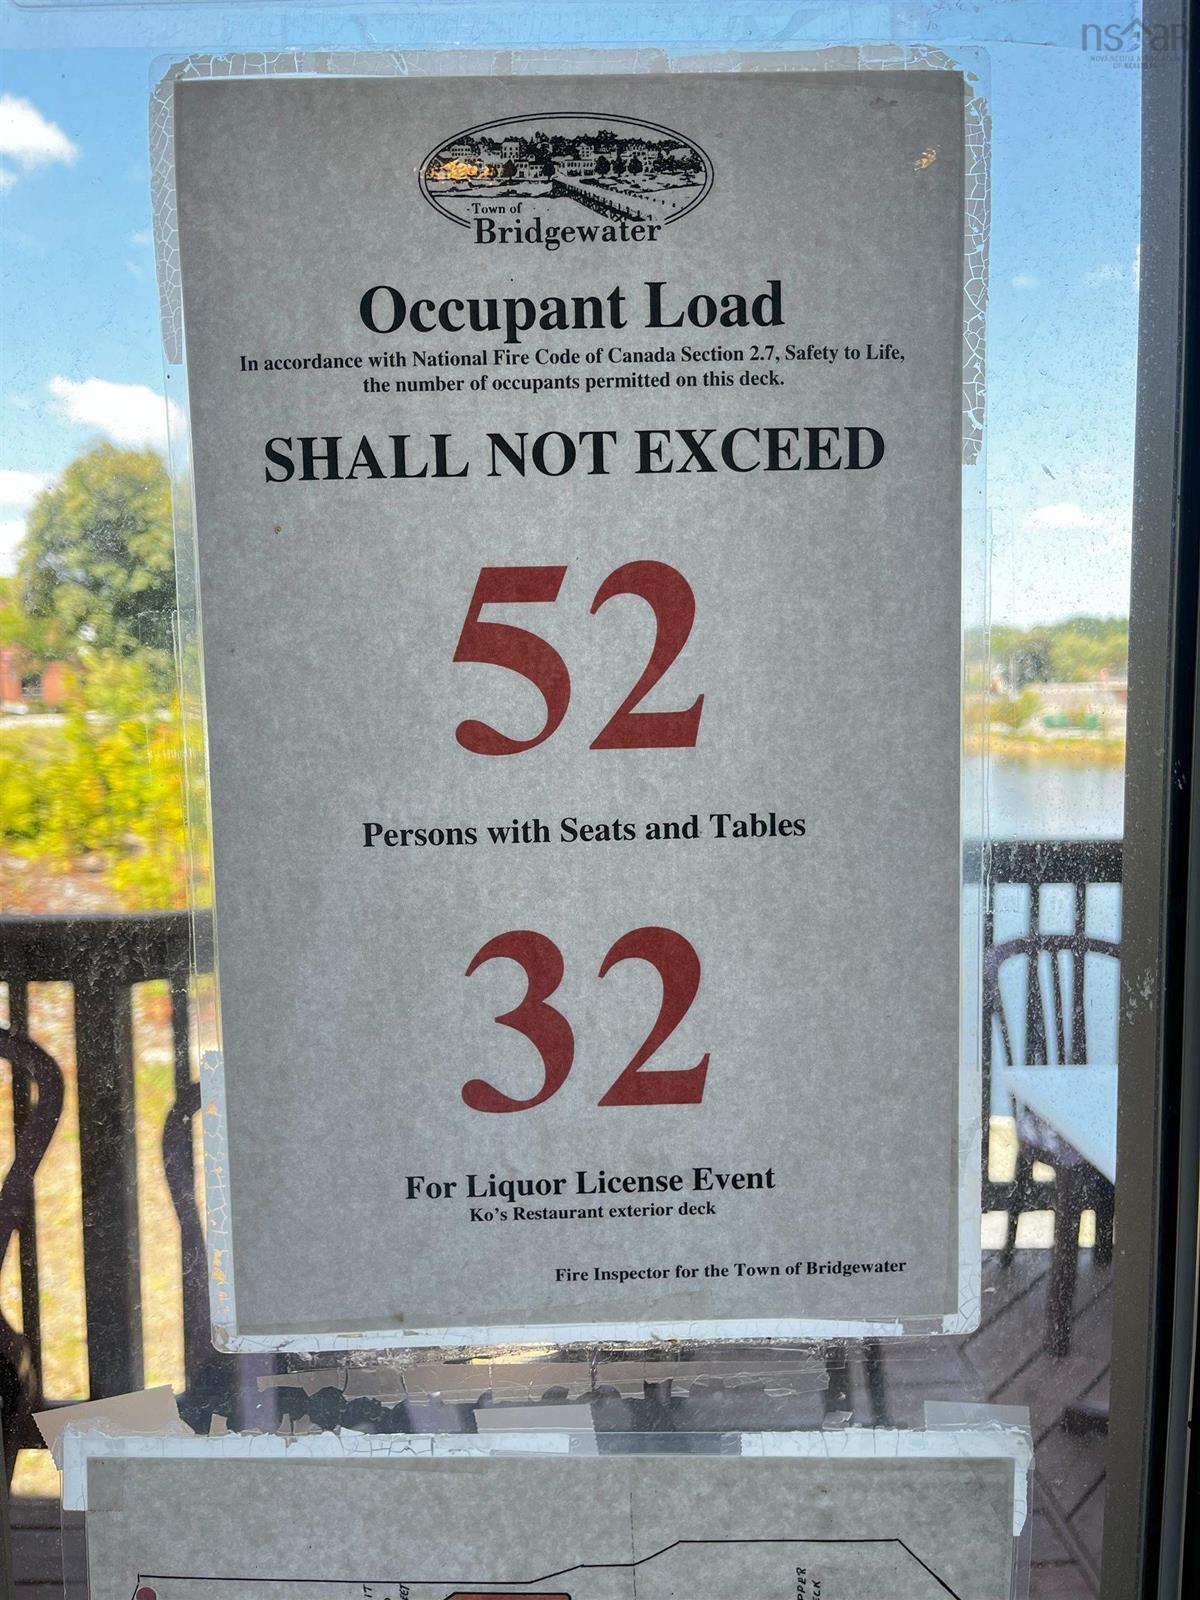 nsear
Town of
Bridgewater
Occupant Load
In accordance with National Fire Code of Canada Section 2.7, Safety to Life,
the number of occupants permitted on this deck.
SHALL NOT EXCEED
52
Persons with Seats and Tables
32
For Liquor License Event
Ko's Restaurant exterior deck
Fire Inspector for the Town of Bridgewater